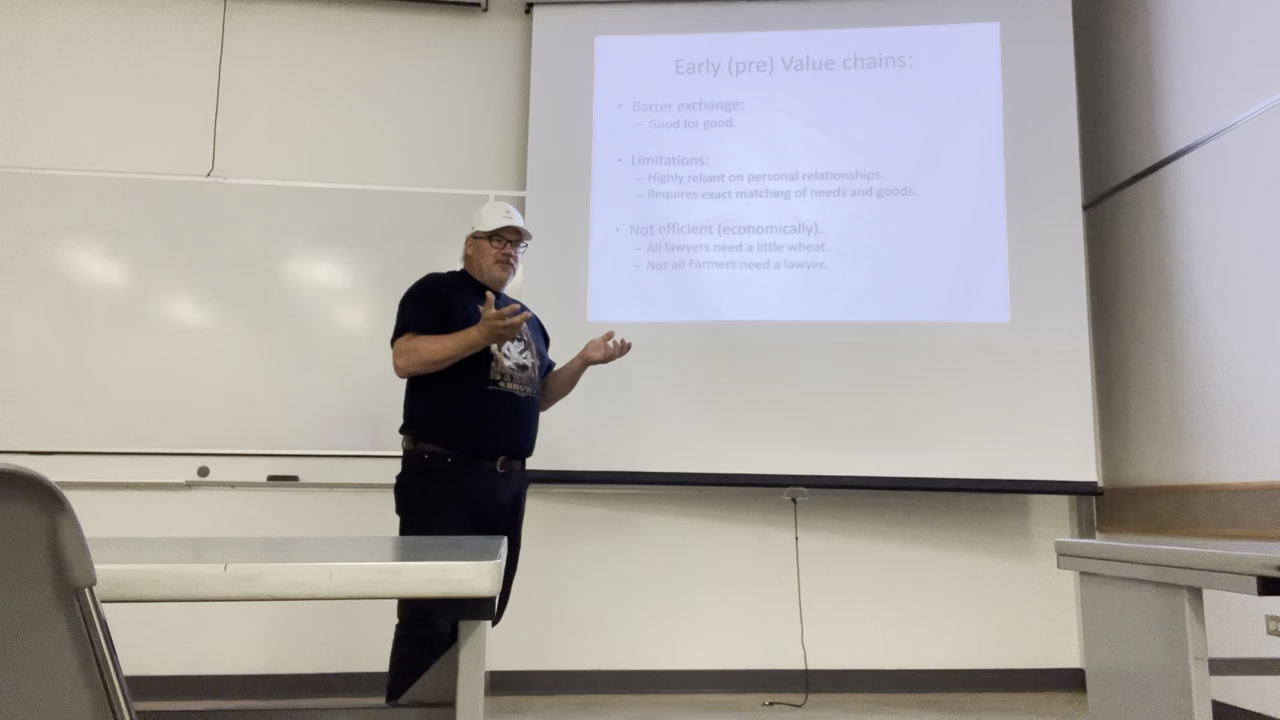 Early (pre) Value chains:
• Barter exchange:
– Good for good.
• Limitations:
– Highly reliant on personal relationships.
– Requires exact matching of needs and goods.
• Not efficient (economically).
– All lawyers need a little wheat.
– Not all Farmers need a lawyer.